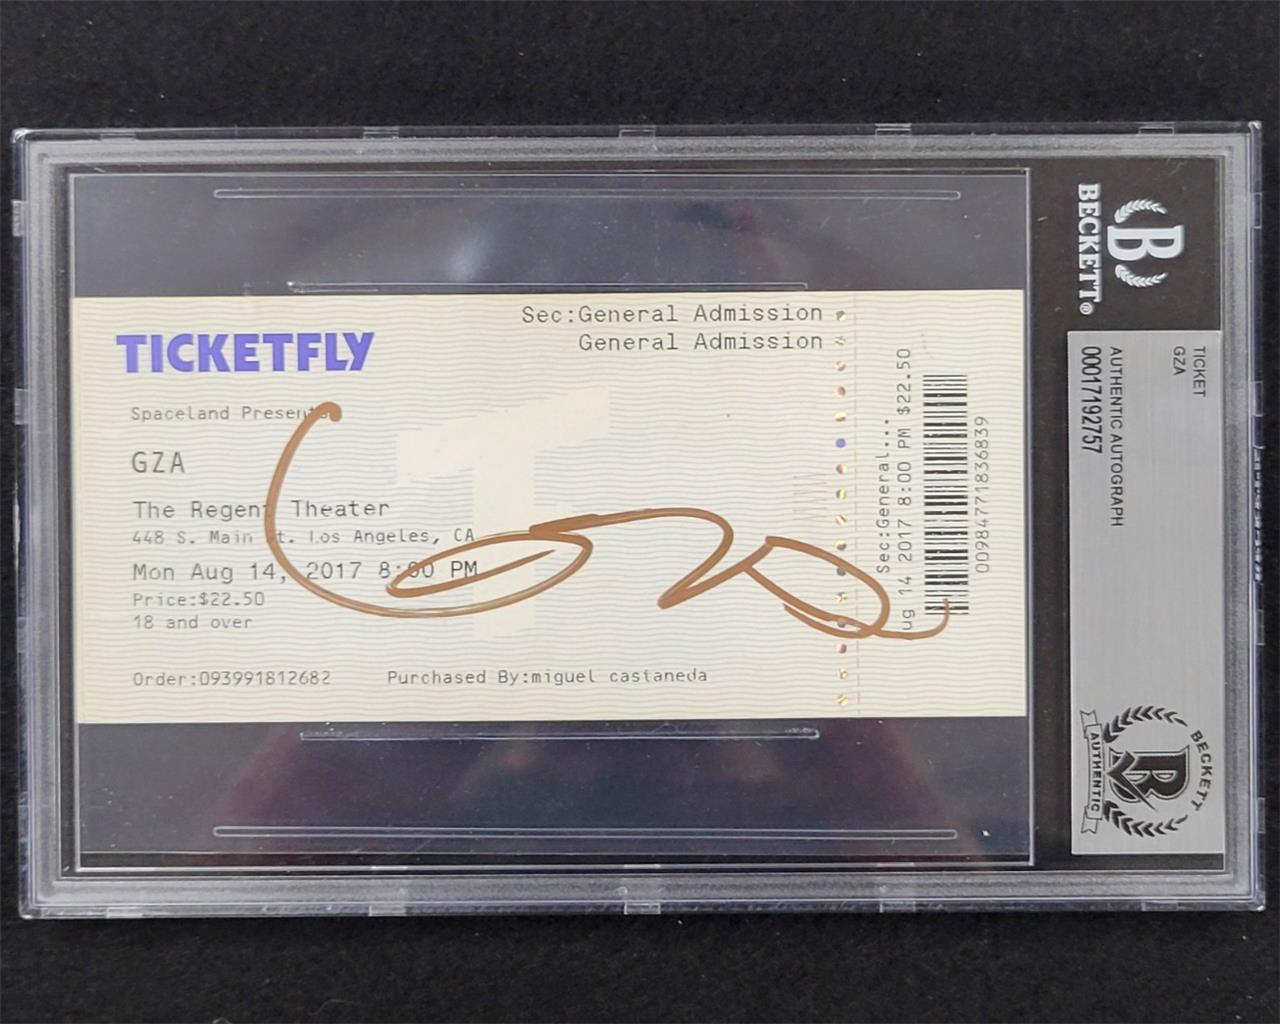 Sec:General Admission
General Admission
TICKETFLY
Spaceland Presents
GZA
The Regent Theater
448 S. Main St. Los Angeles, CA
Mon Aug 14, 2017 8:00 PM
Price:$22.50
18 and over
Order:093991812682
Purchased By:miguel castaneda
Sec:General...
ug 14 2017 8:00 PM $22.50
00984771836839
B
BECKETT®
TICKET
GZA
AUTHENTIC AUTOGRAPH
00017192757
BECKETT
B
AUTHENTIC